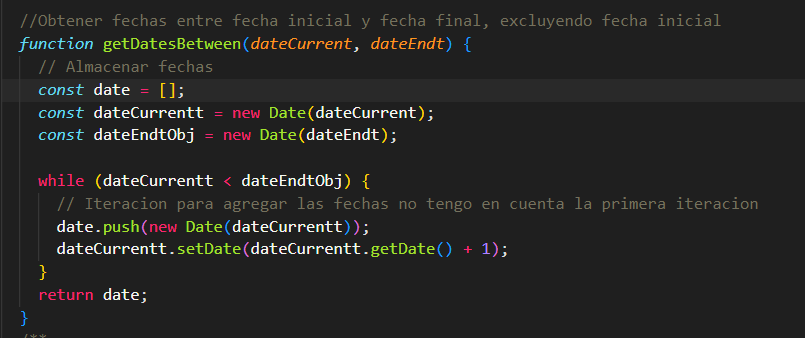 //Obtener fechas entre fecha inicial y fecha final, excluyendo fecha inicial
function getDatesBetween(dateCurrent, dateEndt) {
// Almacenar fechas
const date = [];
const dateCurrentt = new Date(dateCurrent);
const dateEndtObj = new Date(dateEndt);
while (dateCurrentt < dateEndtObj) {
// Iteracion para agregar las fechas no tengo en cuenta la primera iteracion
date.push(new Date(dateCurrentt));
dateCurrentt.setDate(dateCurrentt.getDate() + 1);
}
return date;
}
/**